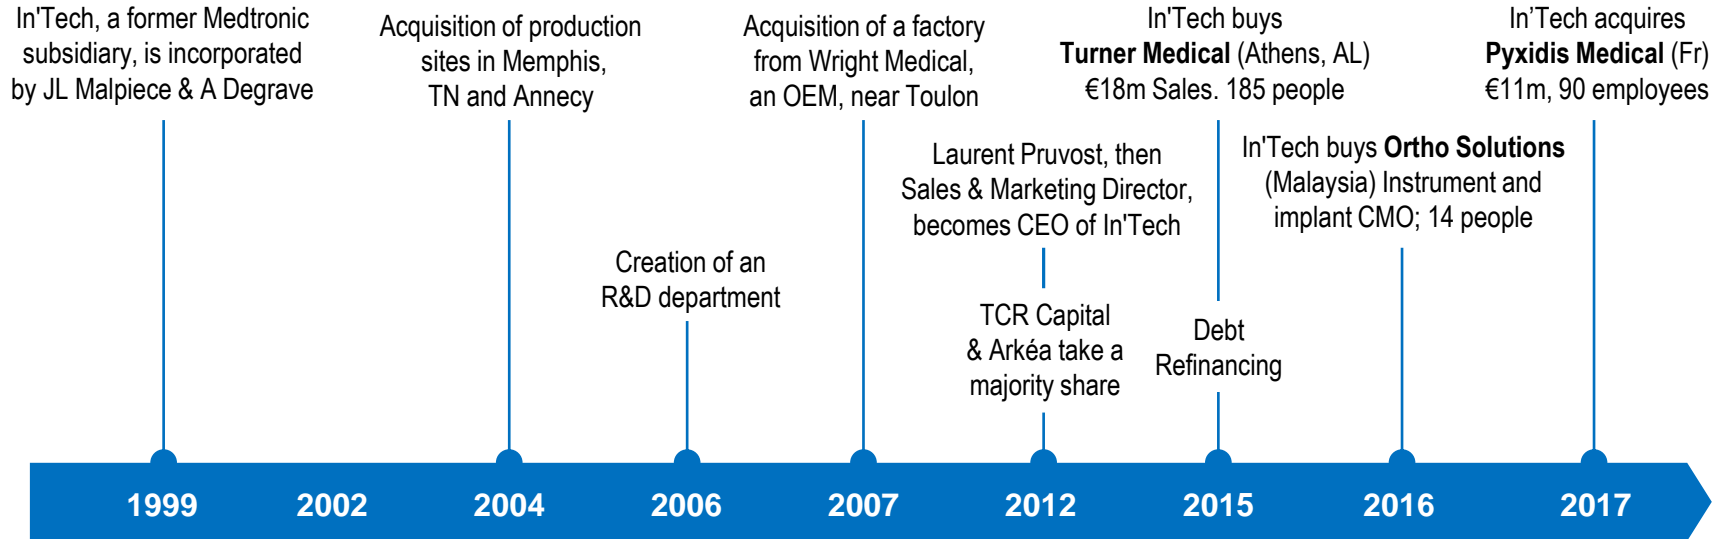 In'Tech, a former Medtronic
subsidiary, is incorporated
by JL Malpiece & A Degrave
Acquisition of production
sites in Memphis,
TN and Annecy
Creation of an
R&D department
Acquisition of a factory
from Wright Medical,
an OEM, near Toulon
Laurent Pruvost, then
Sales & Marketing Director,
becomes CEO of In'Tech
TCR Capital
& Arkéa take a
majority share
In'Tech buys
Turner Medical (Athens, AL)
€18m Sales. 185 people
Debt
Refinancing
In'Tech buys Ortho Solutions
(Malaysia) Instrument and
implant CMO; 14 people
In’Tech acquires
Pyxidis Medical (Fr)
€11m, 90 employees
1999
2002
2004
2006
2007
2012
2015
2016
2017